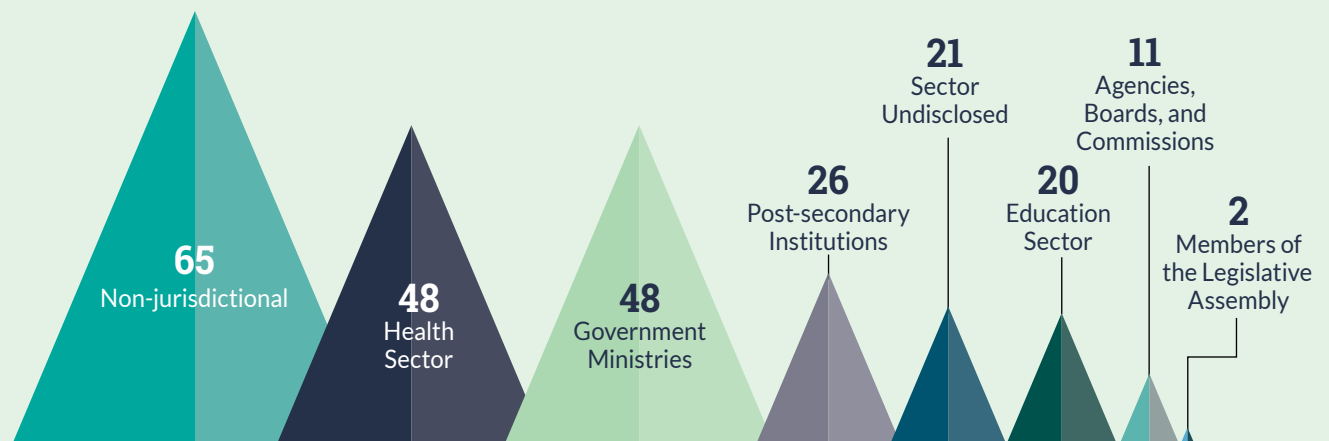 65
Non-jurisdictional
48
Health
Sector
48
Government
Ministries
26
Post-secondary
Institutions
21
Sector
Undisclosed
20
Education
Sector
11
Agencies,
Boards, and
Commissions
2
Members of
the Legislative
Assembly